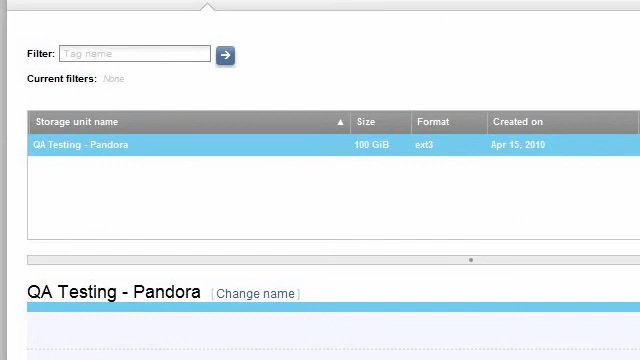 Filter: Tag name
Current filters: None
Storage unit name ▲ Size Format Created on
QA Testing - Pandora 100 GiB ext3 Apr 15, 2010
QA Testing - Pandora [Change name]